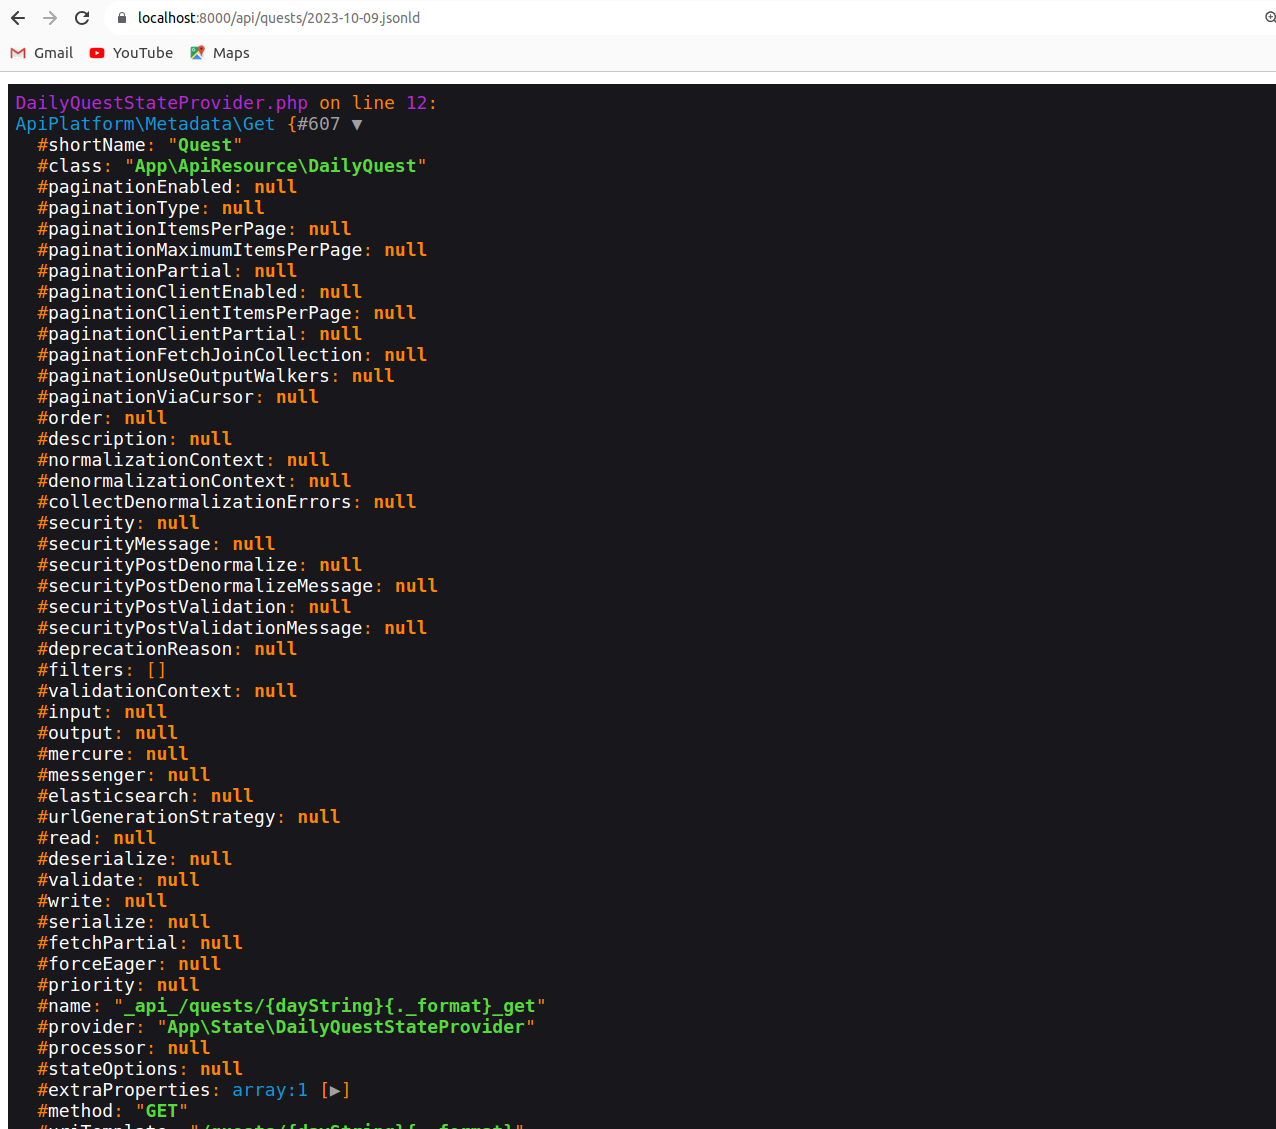 localhost:8000/api/quests/2023-10-09.jsonld
Gmail YouTube Maps
DailyQuestStateProvider.php on line 12:
ApiPlatform\Metadata\Get {#607 ▼
  #shortName: "Quest"
  #class: "App\ApiResource\DailyQuest"
  #paginationEnabled: null
  #paginationType: null
  #paginationItemsPerPage: null
  #paginationMaximumItemsPerPage: null
  #paginationPartial: null
  #paginationClientEnabled: null
  #paginationClientItemsPerPage: null
  #paginationClientPartial: null
  #paginationFetchJoinCollection: null
  #paginationUseOutputWalkers: null
  #paginationViaCursor: null
  #order: null
  #description: null
  #normalizationContext: null
  #denormalizationContext: null
  #collectDenormalizationErrors: null
  #security: null
  #securityMessage: null
  #securityPostDenormalize: null
  #securityPostDenormalizeMessage: null
  #securityPostValidation: null
  #securityPostValidationMessage: null
  #deprecationReason: null
  #filters: []
  #validationContext: null
  #input: null
  #output: null
  #mercure: null
  #messenger: null
  #elasticsearch: null
  #urlGenerationStrategy: null
  #read: null
  #deserialize: null
  #validate: null
  #write: null
  #serialize: null
  #fetchPartial: null
  #forceEager: null
  #priority: null
  #name: "_api_/quests/{dayString}{._format}_get"
  #provider: "App\State\DailyQuestStateProvider"
  #processor: null
  #stateOptions: null
  #extraProperties: array:1 [▶]
  #method: "GET"
  #uriTemplate: "/quests/{dayString}{._format}"